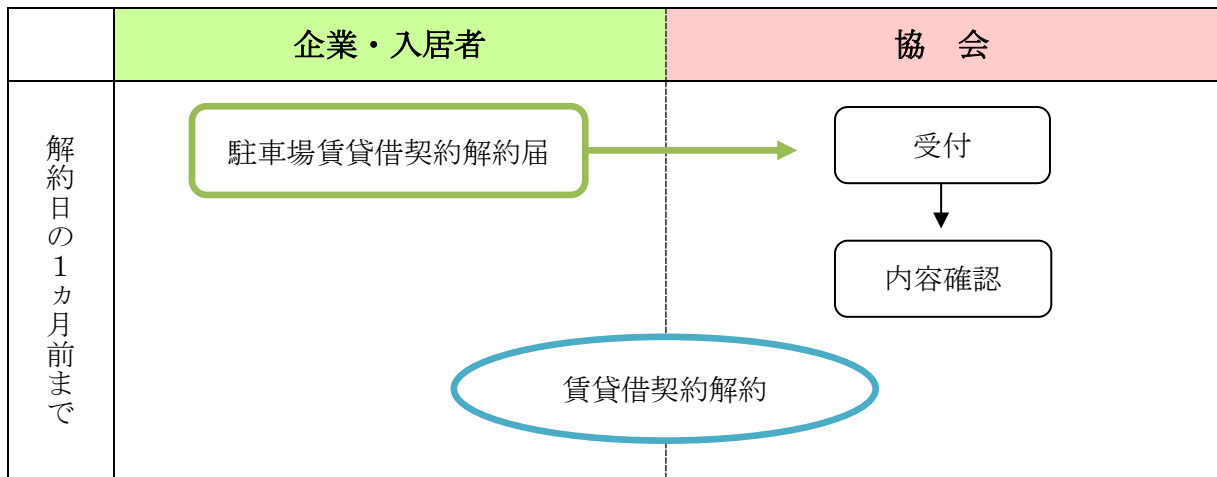 企業・入居者
協　会
解約日の１ヵ月前まで
駐車場賃貸借契約解約届
受付
内容確認
賃貸借契約解約